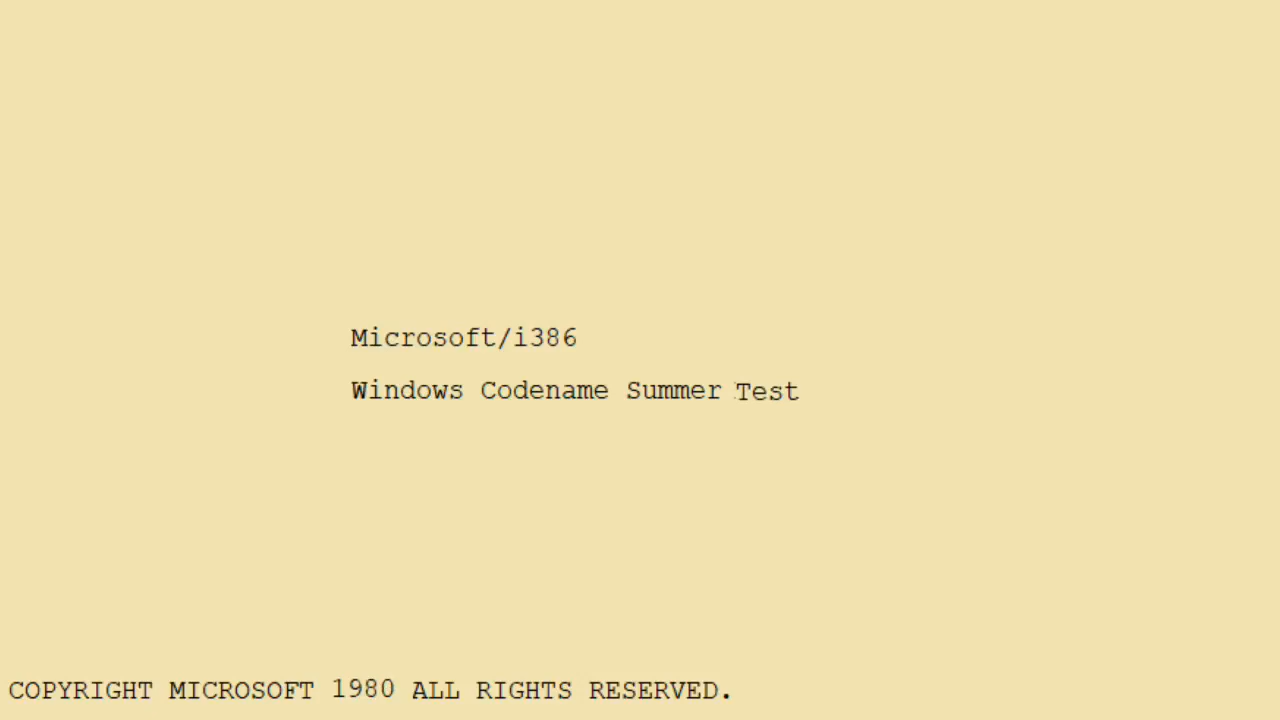 Microsoft/i386
Windows Codename Summer Test
COPYRIGHT MICROSOFT 1980 ALL RIGHTS RESERVED.